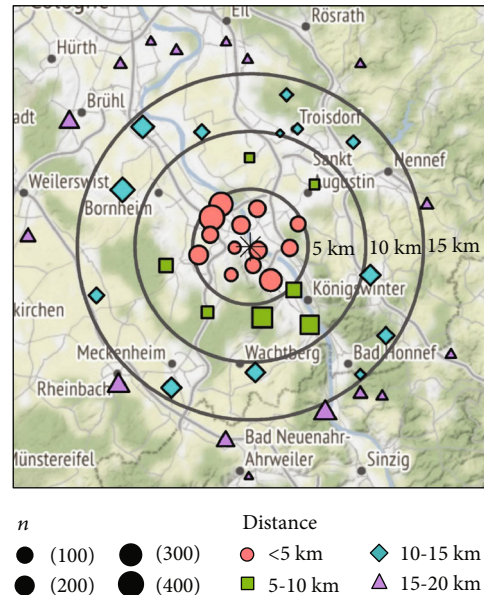 Eil
Rösrath
Hürth
Brühl
Troisdorf
Sankt
Hennef
Weilerswist
Augustin
Bornheim
5 km
10 km
15 km
Königswinter
kirchen
Meckenheim
Wachtberg
Bad Honnef
Rheinbach
Bad Neuenahr-
Ahrweiler
Sinzig
Münstereifel
n
Distance
(100)
(300)
<5 km
10-15 km
(200)
(400)
5-10 km
15-20 km